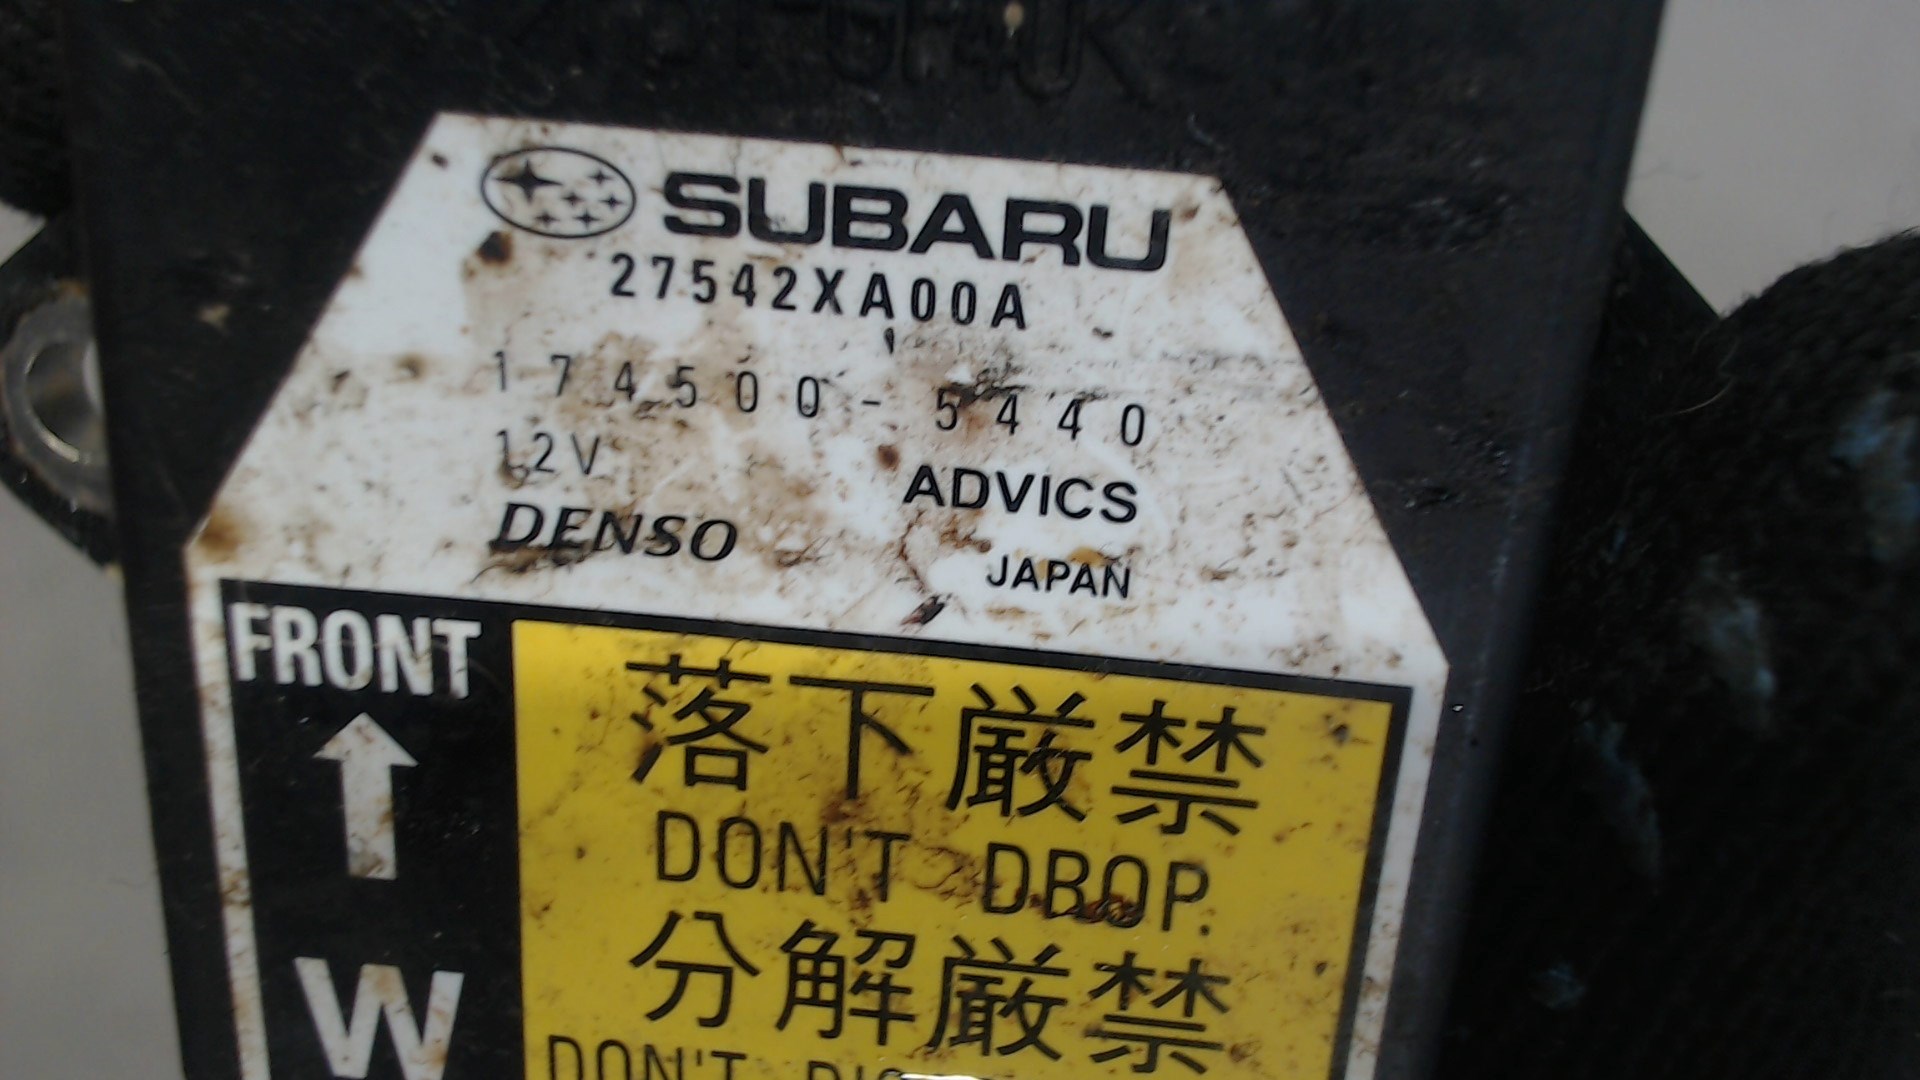 SUBARU
27542XA00A
174500-5440
12V
ADVICS
DENSO
JAPAN
FRONT
落下厳禁
DON'T DROP.
分解厳禁
W
DON'T